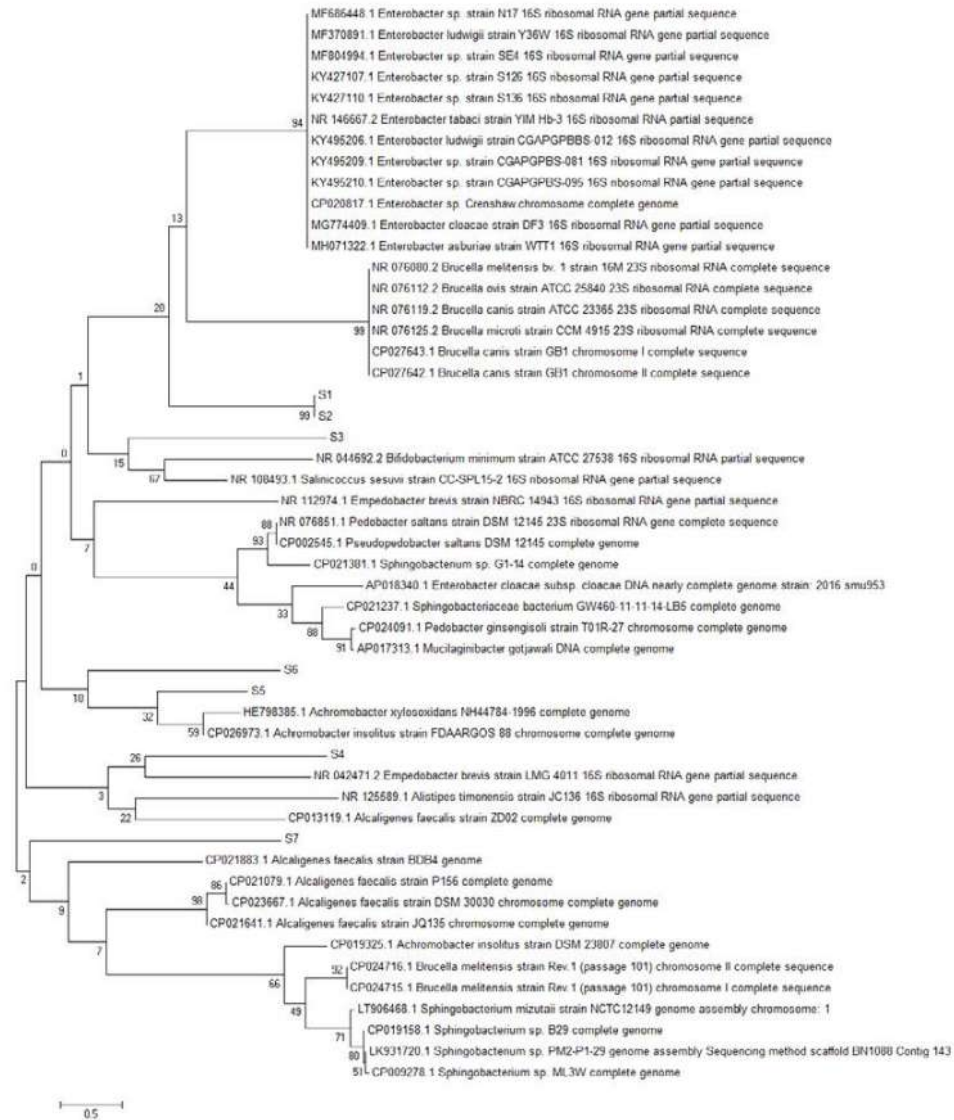 MF686448.1 Enterobacter sp. strain N17 16S ribosomal RNA gene partial sequence
MF370891.1 Enterobacter ludwigii strain Y36W 16S ribosomal RNA gene partial sequence
MF804994.1 Enterobacter sp. strain SE4 16S ribosomal RNA gene partial sequence
KY427107.1 Enterobacter sp. strain S126 16S ribosomal RNA gene partial sequence
KY427110.1 Enterobacter sp. strain S136 16S ribosomal RNA gene partial sequence
94 NR 146667.2 Enterobacter tabaci strain YIM Hb-3 16S ribosomal RNA partial sequence
KY495206.1 Enterobacter ludwigii strain CGAPGPBBS-012 16S ribosomal RNA gene partial sequence
KY495209.1 Enterobacter sp. strain CGAPGPBS-081 16S ribosomal RNA gene partial sequence
KY495210.1 Enterobacter sp. strain CGAPGPBS-095 16S ribosomal RNA gene partial sequence
CP020817.1 Enterobacter sp. Crenshaw chromosome complete genome
13
MG774409.1 Enterobacter cloacae strain DF3 16S ribosomal RNA gene partial sequence
MH071322.1 Enterobacter asburiae strain WTT1 16S ribosomal RNA gene partial sequence
NR 076080.2 Brucella melitensis bv. 1 strain 16M 23S ribosomal RNA complete sequence
NR 076112.2 Brucella ovis strain ATCC 25840 23S ribosomal RNA complete sequence
20
NR 076119.2 Brucella canis strain ATCC 23365 23S ribosomal RNA complete sequence
99 NR 076125.2 Brucella microti strain CCM 4915 23S ribosomal RNA complete sequence
CP027643.1 Brucella canis strain GB1 chromosome I complete sequence
CP027642.1 Brucella canis strain GB1 chromosome II complete sequence
1
S1
99 S2
S3
0
15
NR 044692.2 Bifidobacterium minimum strain ATCC 27538 16S ribosomal RNA partial sequence
67
NR 108493.1 Salinicoccus sesuvii strain CC-SPL15-2 16S ribosomal RNA gene partial sequence
NR 112974.1 Empedobacter brevis strain NBRC 14943 16S ribosomal RNA gene partial sequence
88 NR 076851.1 Pedobacter saltans strain DSM 12145 23S ribosomal RNA gene complete sequence
7
93
CP002545.1 Pseudopedobacter saltans DSM 12145 complete genome
0
CP021381.1 Sphingobacterium sp. G1-14 complete genome
44
AP018340.1 Enterobacter cloacae subsp. cloacae DNA nearly complete genome strain: 2016 smu953
33
CP021237.1 Sphingobacteriaceae bacterium GW460-11-11-14-LB5 complete genome
88
CP024091.1 Pedobacter ginsengisoli strain T01R-27 chromosome complete genome
91 AP017313.1 Mucilaginibacter gotjawali DNA complete genome
S6
18
S5
32
HE798385.1 Achromobacter xylosoxidans NH44784-1996 complete genome
59 CP026973.1 Achromobacter insolitus strain FDAARGOS 88 chromosome complete genome
S4
26
NR 042471.2 Empedobacter brevis strain LMG 4011 16S ribosomal RNA gene partial sequence
3
NR 125589.1 Alistipes timonensis strain JC136 16S ribosomal RNA gene partial sequence
22
CP013119.1 Alcaligenes faecalis strain ZD02 complete genome
S7
CP021883.1 Alcaligenes faecalis strain BDB4 genome
2
86 CP021079.1 Alcaligenes faecalis strain P156 complete genome
98 CP023667.1 Alcaligenes faecalis strain DSM 30030 chromosome complete genome
9
CP021641.1 Alcaligenes faecalis strain JQ135 chromosome complete genome
7
CP019325.1 Achromobacter insolitus strain DSM 23807 complete genome
92 CP024716.1 Brucella melitensis Rev.1 (passage 101) chromosome II complete sequence
66
CP024715.1 Brucella melitensis Rev.1 (passage 101) chromosome I complete sequence
49
LT906468.1 Sphingobacterium mizutaii strain NCTC12149 genome assembly chromosome: 1
71
CP019158.1 Sphingobacterium sp. B29 complete genome
80 LK931720.1 Sphingobacterium sp. PM2-P1-29 genome assembly Sequencing method scaffold BN1088 Contig 143
51 CP009278.1 Sphingobacterium sp. ML3W complete genome
0.5